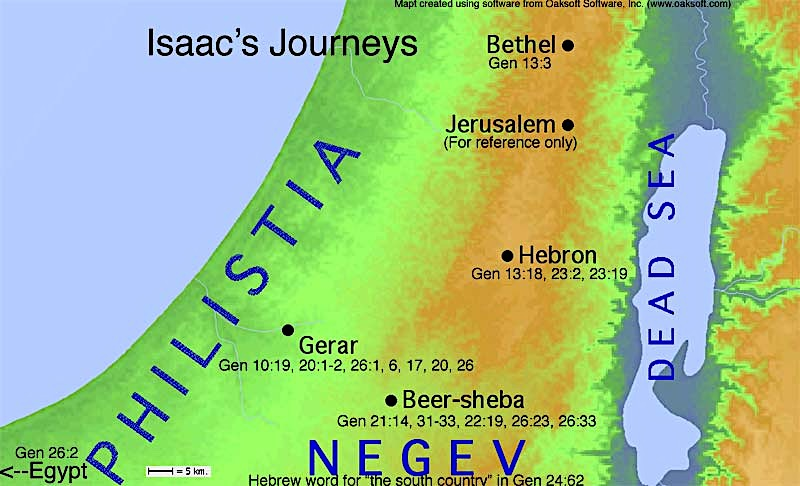 Mapt created using software from Oaksoft Software, Inc. (www.oaksoft.com)
Isaac's Journeys
Bethel
Gen 13:3
Jerusalem
(For reference only)
PHILISTIA
DEAD SEA
Hebron
Gen 13:18, 23:2, 23:19
Gerar
Gen 10:19, 20:1-2, 26:1, 6, 17, 20, 26
Beer-sheba
Gen 21:14, 31-33, 22:19, 26:23, 26:33
Gen 26:2
<--Egypt
= 5 km.
NEGEV
Hebrew word for "the south country" in Gen 24:62